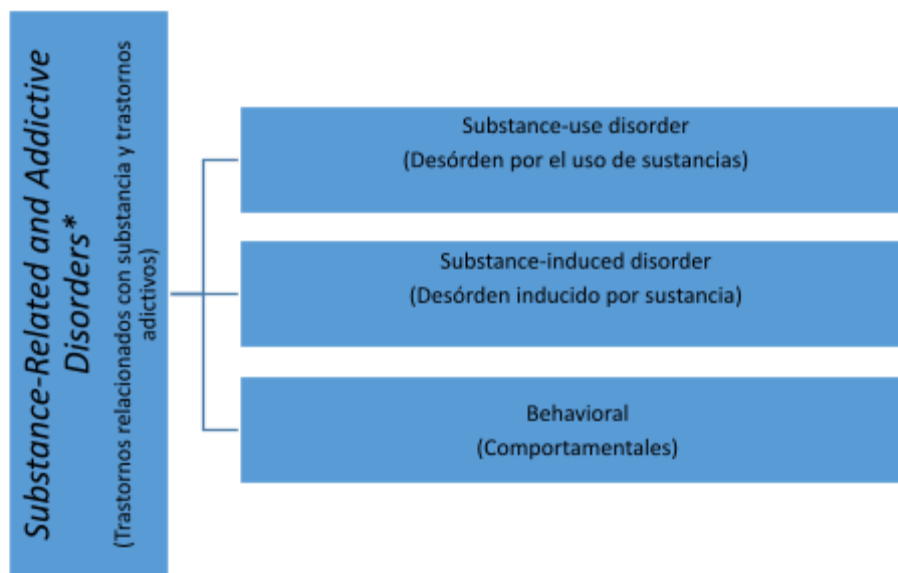 Substance-Related and Addictive
Disorders*
(Trastornos relacionados con substancia y trastornos
adictivos)
Substance-use disorder
(Desórden por el uso de sustancias)
Substance-induced disorder
(Desórden inducido por sustancia)
Behavioral
(Comportamentales)